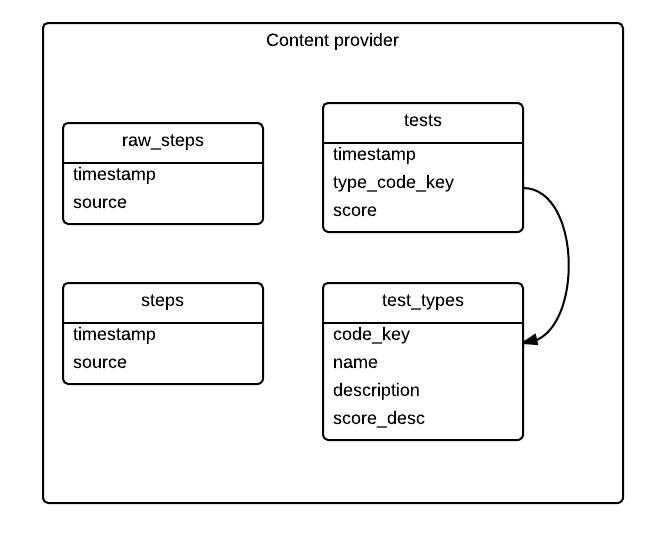 Content provider
raw_steps
timestamp
source
tests
timestamp
type_code_key
score
steps
timestamp
source
test_types
code_key
name
description
score_desc